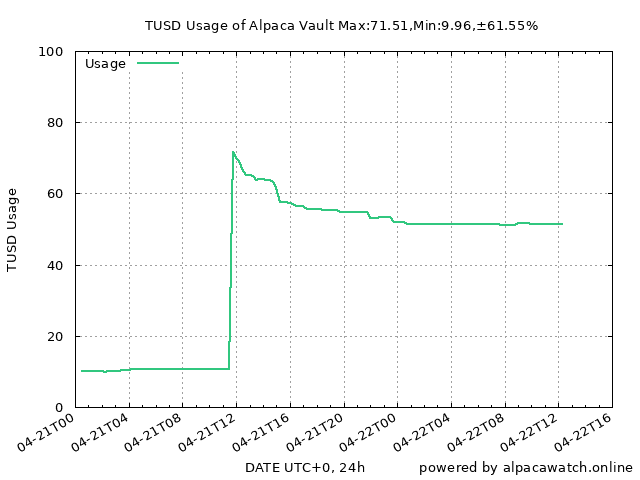 TUSD Usage of Alpaca Vault Max:71.51,Min:9.96,±61.55%
Usage
100
80
60
40
20
0
TUSD Usage
04-21T00
04-21T04
04-21T08
04-21T12
04-21T16
04-21T20
04-22T00
04-22T04
04-22T08
04-22T12
04-22T16
DATE UTC+0, 24h
powered by alpacawatch.online